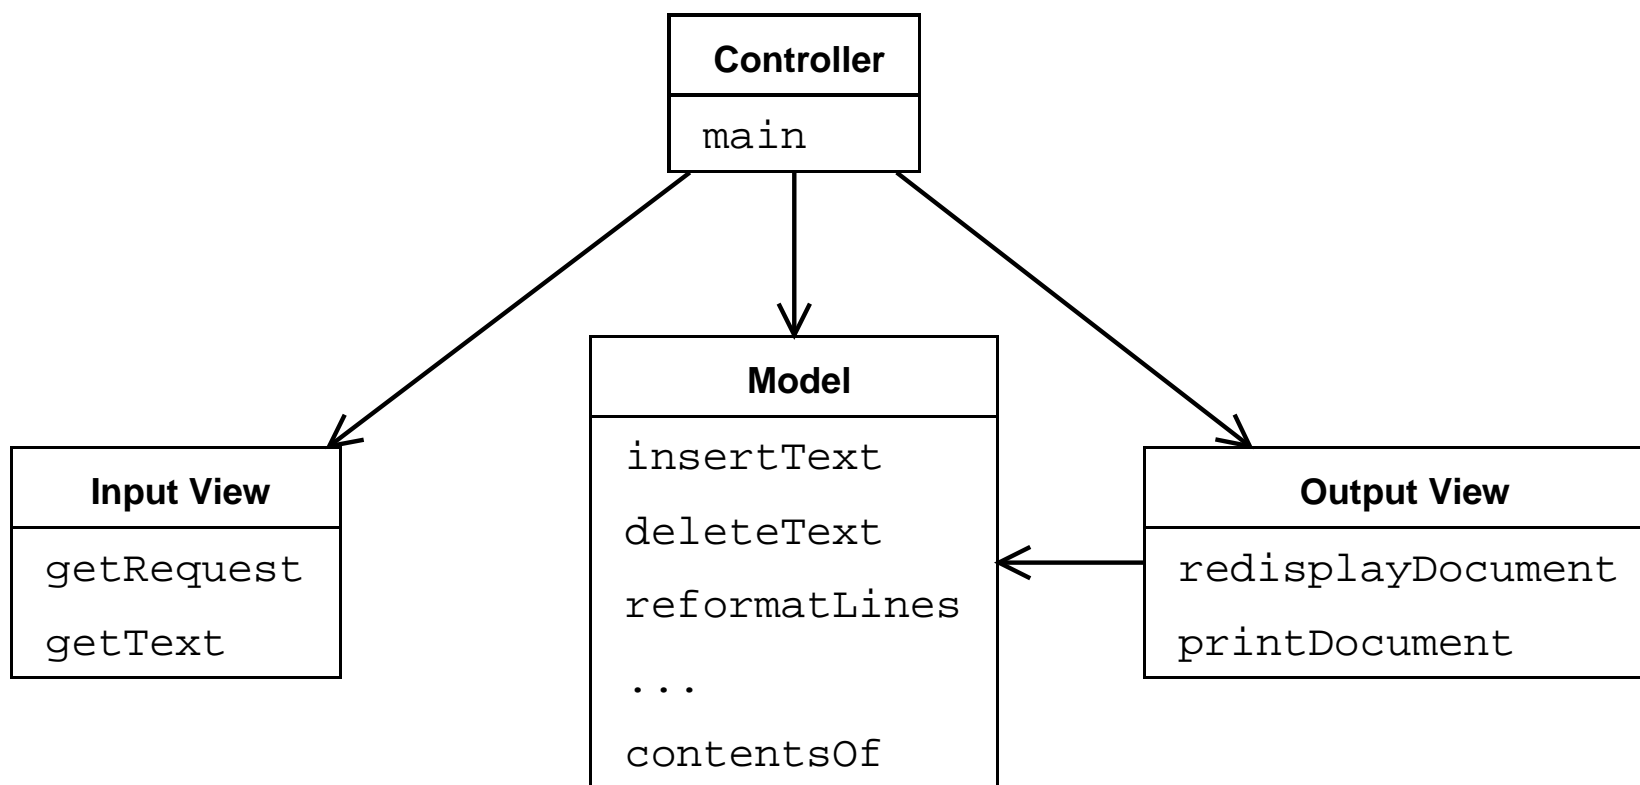 Controller
main
Model
insertText
deleteText
reformatLines
...
contentsOf
Input View
getRequest
getText
Output View
redisplayDocument
printDocument